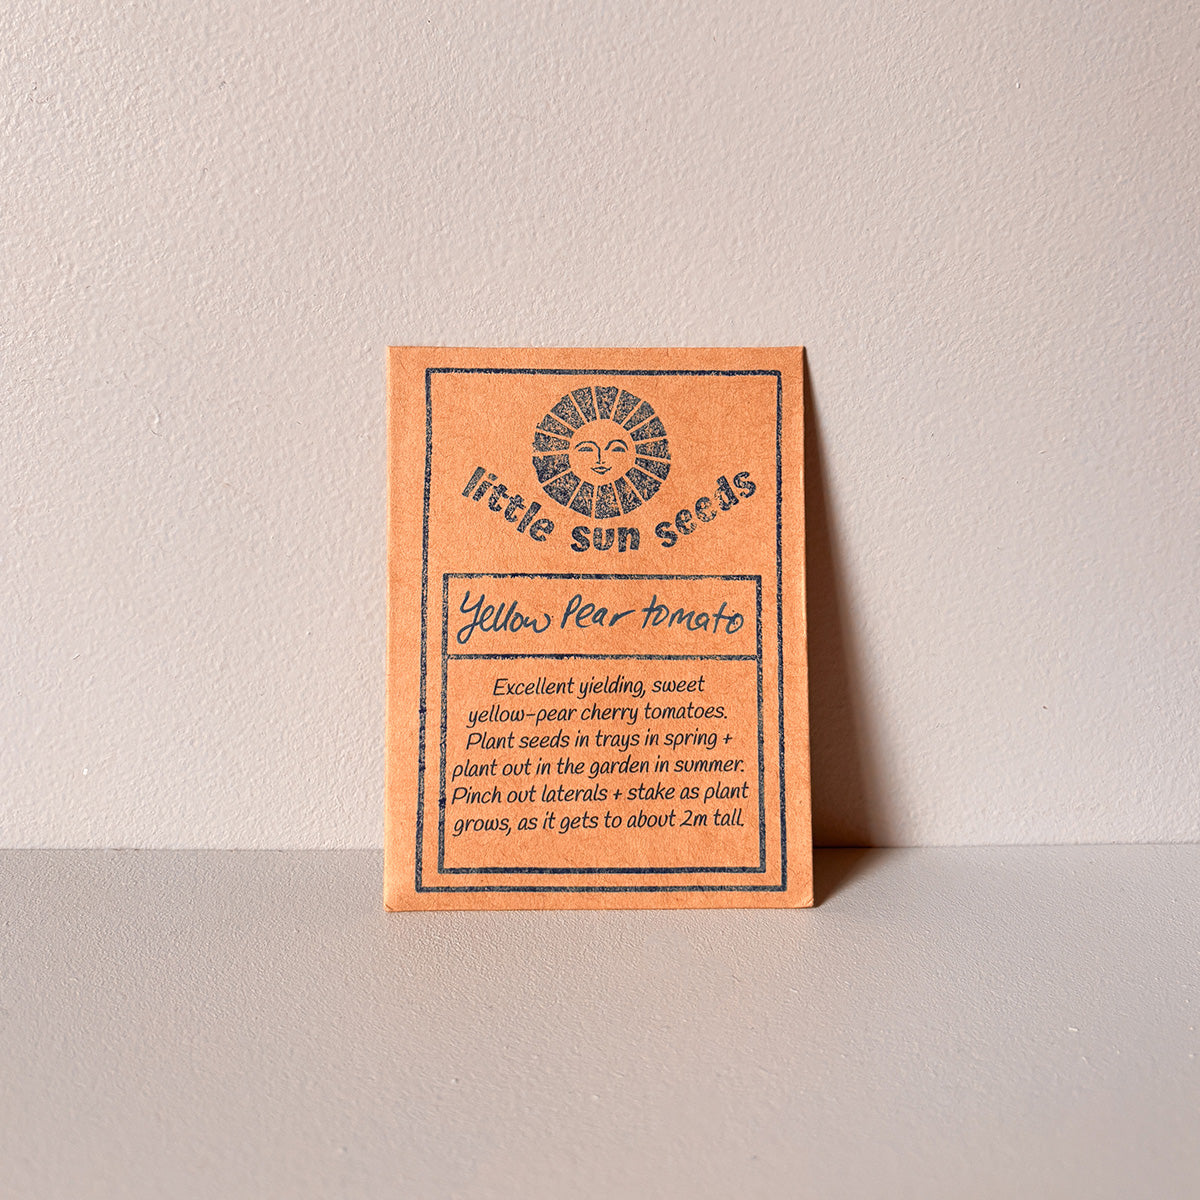 little sun seeds
Yellow Pear tomato
Excellent yielding, sweet
yellow-pear cherry tomatoes.
Plant seeds in trays in spring +
plant out in the garden in summer.
Pinch out laterals + stake as plant
grows, as it gets to about 2m tall.